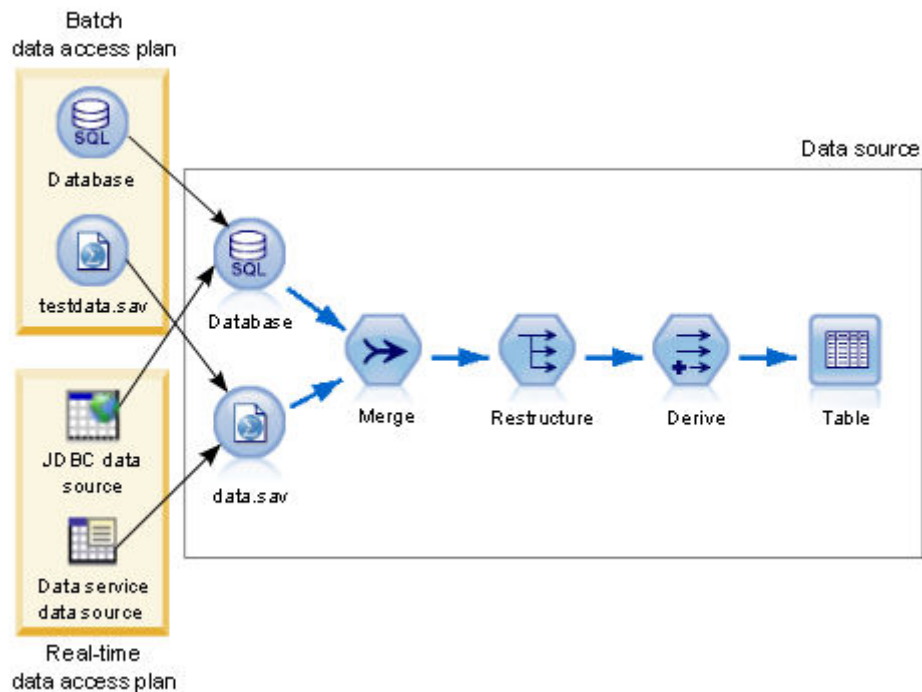 Batch
data access plan
SQL
Database
testdata.sav
JDBC data
source
Data service
data source
Real-time
data access plan
Data source
SQL
Database
data.sav
Merge
Restructure
Derive
Table